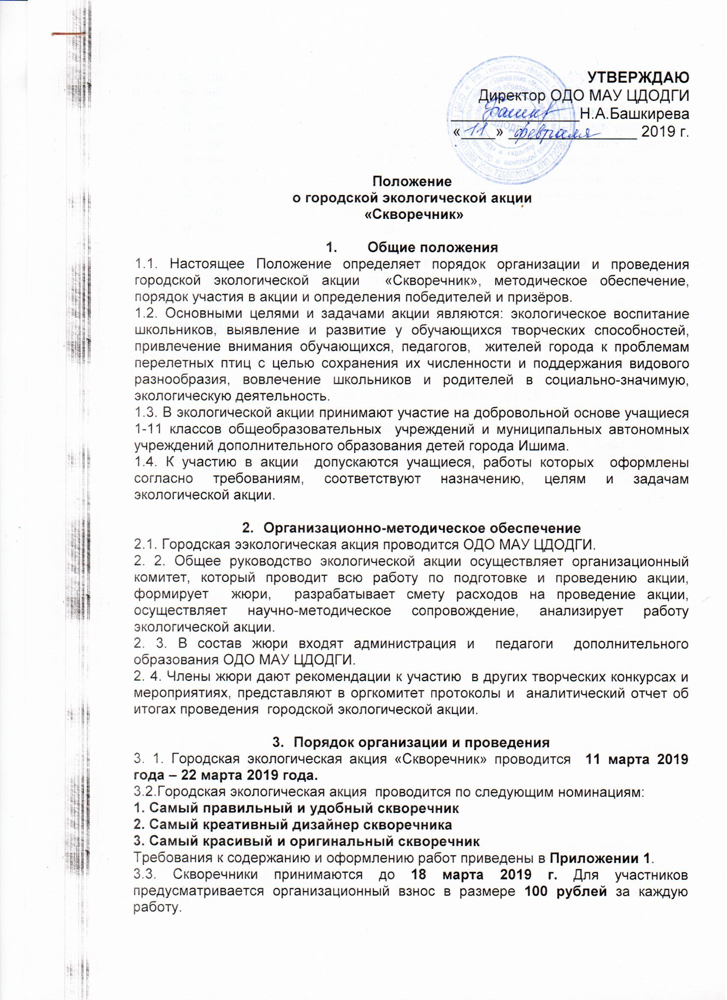 УТВЕРЖДАЮ
Директор ОДО МАУ ЦДОДГИ
Н.А.Башкирева
« 11 » февраля 2019 г.
Положение
о городской экологической акции
«Скворечник»
1. Общие положения
1.1. Настоящее Положение определяет порядок организации и проведения
городской экологической акции «Скворечник», методическое обеспечение,
порядок участия в акции и определения победителей и призёров.
1.2. Основными целями и задачами акции являются: экологическое воспитание
школьников, выявление и развитие у обучающихся творческих способностей,
привлечение внимания обучающихся, педагогов, жителей города к проблемам
перелетных птиц с целью сохранения их численности и поддержания видового
разнообразия, вовлечение школьников и родителей в социально-значимую,
экологическую деятельность.
1.3. В экологической акции принимают участие на добровольной основе учащиеся
1-11 классов общеобразовательных учреждений и муниципальных автономных
учреждений дополнительного образования детей города Ишима.
1.4. К участию в акции допускаются учащиеся, работы которых оформлены
согласно требованиям, соответствуют назначению, целям и задачам
экологической акции.
2. Организационно-методическое обеспечение
2.1. Городская ээкологическая акция проводится ОДО МАУ ЦДОДГИ.
2. 2. Общее руководство экологической акции осуществляет организационный
комитет, который проводит всю работу по подготовке и проведению акции,
формирует жюри, разрабатывает смету расходов на проведение акции,
осуществляет научно-методическое сопровождение, анализирует работу
экологической акции.
2. 3. В состав жюри входят администрация и педагоги дополнительного
образования ОДО МАУ ЦДОДГИ.
2. 4. Члены жюри дают рекомендации к участию в других творческих конкурсах и
мероприятиях, представляют в оргкомитет протоколы и аналитический отчет об
итогах проведения городской экологической акции.
3. Порядок организации и проведения
3. 1. Городская экологическая акция «Скворечник» проводится 11 марта 2019
года – 22 марта 2019 года.
3.2.Городская экологическая акция проводится по следующим номинациям:
1. Самый правильный и удобный скворечник
2. Самый креативный дизайнер скворечника
3. Самый красивый и оригинальный скворечник
Требования к содержанию и оформлению работ приведены в Приложении 1.
3.3. Скворечники принимаются до 18 марта 2019 г. Для участников
предусматривается организационный взнос в размере 100 рублей за каждую
работу.